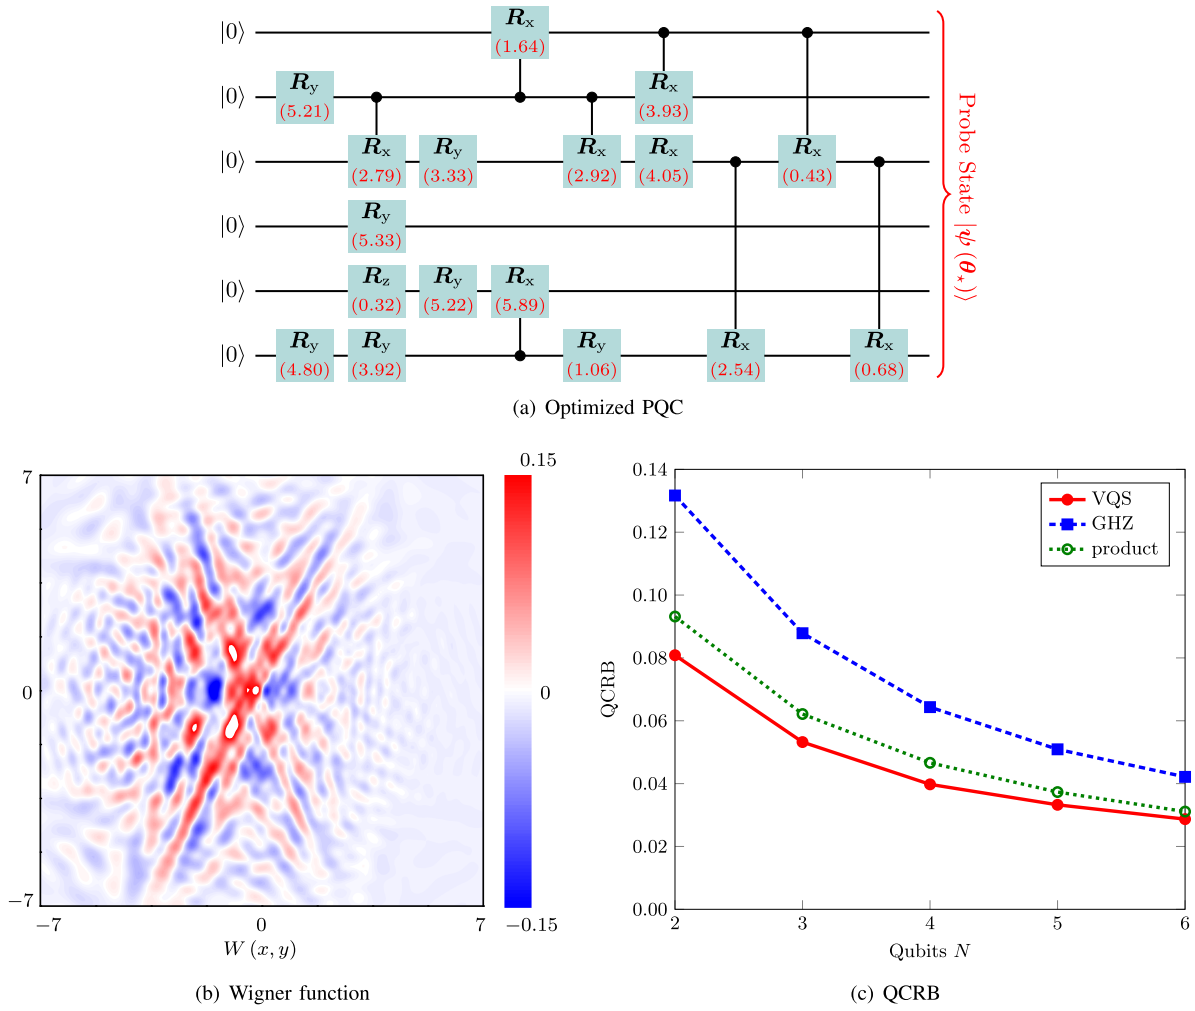 |0⟩
R_x
(1.64)
|0⟩
R_y
(5.21)
R_x
(3.93)
|0⟩
R_x
(2.79)
R_y
(3.33)
R_x
(2.92)
R_x
(4.05)
R_x
(0.43)
|0⟩
R_y
(5.33)
|0⟩
R_z
(0.32)
R_y
(5.22)
R_x
(5.89)
|0⟩
R_y
(4.80)
R_y
(3.92)
R_y
(1.06)
R_x
(2.54)
R_x
(0.68)
Probe State |ψ (θ⋆)⟩
(a) Optimized PQC
7
0
−7
−7
0
7
W (x, y)
0.15
0
−0.15
(b) Wigner function
0.14
0.12
0.10
0.08
0.06
0.04
0.02
0.00
QCRB
VQS
GHZ
product
2
3
4
5
6
Qubits N
(c) QCRB